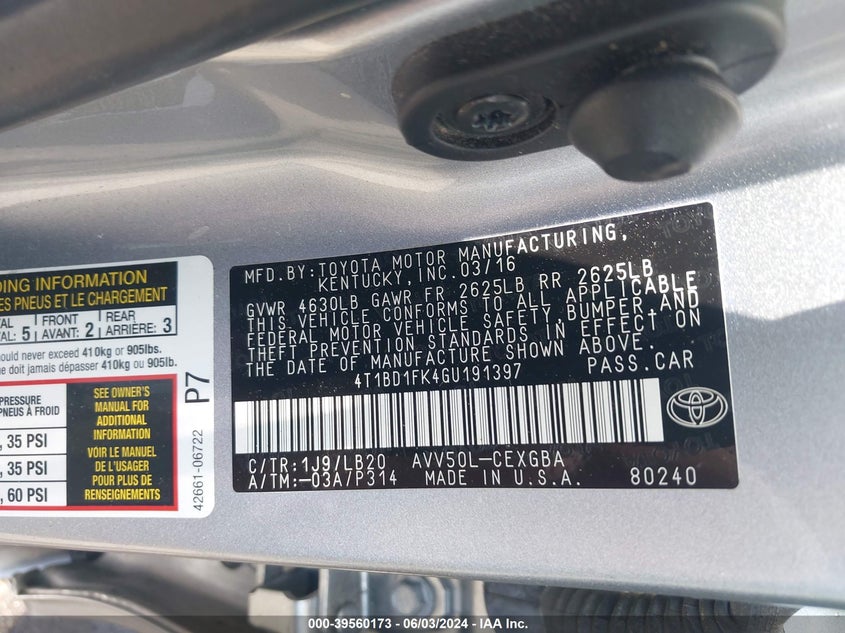 DING INFORMATION
ES PNEUS ET LE CHARGEMENT
TAL FRONT REAR
AL: 5 AVANT: 2 ARRIÈRE: 3
ould never exceed 410kg or 905lbs.
e doit jamais dépasser 410kg ou 905lb.
PRESSURE
PNEUS À FROID
, 35 PSI
, 35 PSI
, 60 PSI
SEE OWNER'S
MANUAL FOR
ADDITIONAL
INFORMATION
VOIR LE MANUEL
DE L'USAGER
POUR PLUS DE
RENSEIGNEMENTS
P7
42661-06722
MFD.BY:TOYOTA MOTOR MANUFACTURING,
KENTUCKY, INC.03/16
GVWR 4630LB GAWR FR 2625LB RR 2625LB
THIS VEHICLE CONFORMS TO ALL APPLICABLE
FEDERAL MOTOR VEHICLE SAFETY,BUMPER,AND
THEFT PREVENTION STANDARDS IN EFFECT ON
THE DATE OF MANUFACTURE SHOWN ABOVE.
4T1BD1FK4GU191397 PASS.CAR
C/TR:1J9/LB20 AVV50L-CEXGBA
A/TM:-03A7P314 MADE IN U.S.A. 80240
000-39560173 - 06/03/2024 - IAA Inc.